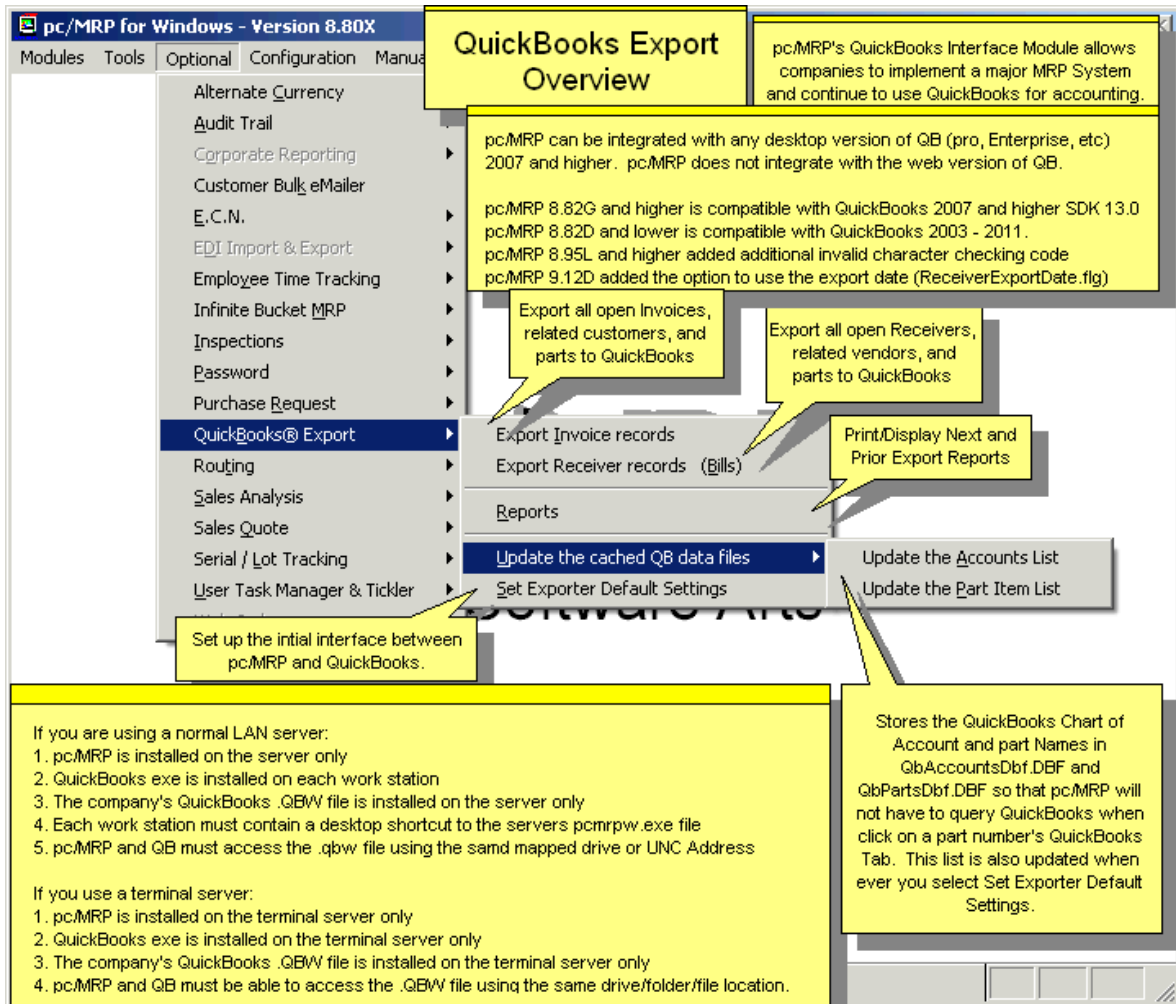 pc/MRP for Windows - Version 8.80X
Modules Tools Optional Configuration Manua
QuickBooks Export
Overview
pc/MRP's QuickBooks Interface Module allows
companies to implement a major MRP System
and continue to use QuickBooks for accounting.
pc/MRP can be integrated with any desktop version of QB (pro, Enterprise, etc)
2007 and higher. pc/MRP does not integrate with the web version of QB.
pc/MRP 8.82G and higher is compatible with QuickBooks 2007 and higher SDK 13.0
pc/MRP 8.82D and lower is compatible with QuickBooks 2003 - 2011.
pc/MRP 8.95L and higher added additional invalid character checking code
pc/MRP 9.12D added the option to use the export date (ReceiverExportDate.flg)
Alternate Currency
Audit Trail
Corporate Reporting
Customer Bulk eMailer
E.C.N.
EDI Import & Export
Employee Time Tracking
Infinite Bucket MRP
Inspections
Password
Purchase Request
QuickBooks® Export
Routing
Sales Analysis
Sales Quote
Serial / Lot Tracking
User Task Manager & Tickler
Export all open Invoices,
related customers, and
parts to QuickBooks
Export all open Receivers,
related vendors, and
parts to QuickBooks
Export Invoice records
Export Receiver records (Bills)
Reports
Update the cached QB data files
Set Exporter Default Settings
Print/Display Next and
Prior Export Reports
Update the Accounts List
Update the Part Item List
Software Arts
Set up the intial interface between
pc/MRP and QuickBooks.
If you are using a normal LAN server:
1. pc/MRP is installed on the server only
2. QuickBooks exe is installed on each work station
3. The company's QuickBooks .QBW file is installed on the server only
4. Each work station must contain a desktop shortcut to the servers pcmrpw.exe file
5. pc/MRP and QB must access the .qbw file using the samd mapped drive or UNC Address
If you use a terminal server:
1. pc/MRP is installed on the terminal server only
2. QuickBooks exe is installed on the terminal server only
3. The company's QuickBooks .QBW file is installed on the terminal server only
4. pc/MRP and QB must be able to access the .QBW file using the same drive/folder/file location.
Stores the QuickBooks Chart of
Account and part Names in
QbAccountsDbf.DBF and
QbPartsDbf.DBF so that pc/MRP will
not have to query QuickBooks when
click on a part number's QuickBooks
Tab. This list is also updated when
ever you select Set Exporter Default
Settings.